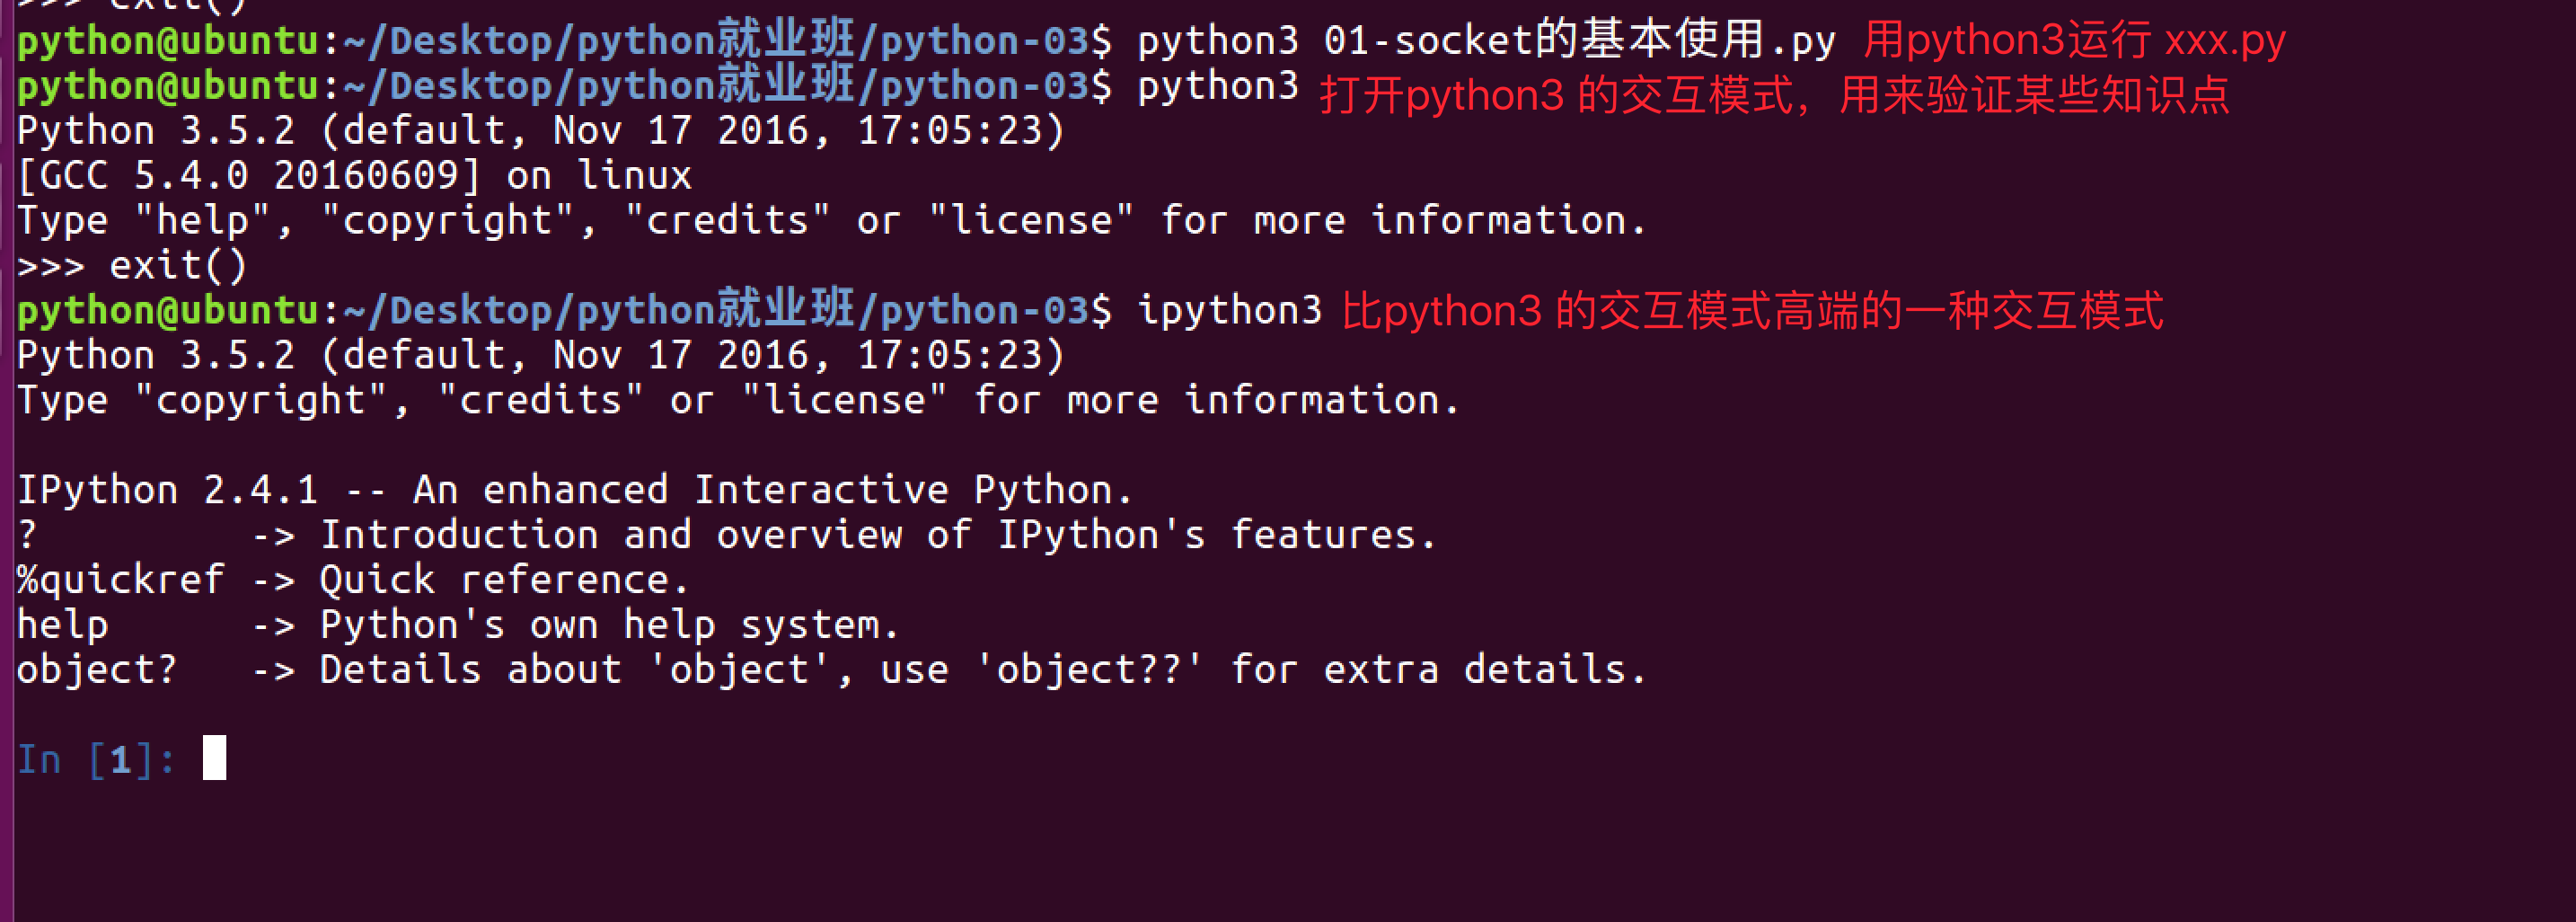 >>> exit()
python@ubuntu:~/Desktop/python就业班/python-03$ python3 01-socket的基本使用.py 用python3运行 xxx.py
python@ubuntu:~/Desktop/python就业班/python-03$ python3 打开python3 的交互模式，用来验证某些知识点
Python 3.5.2 (default, Nov 17 2016, 17:05:23)
[GCC 5.4.0 20160609] on linux
Type "help", "copyright", "credits" or "license" for more information.
>>> exit()
python@ubuntu:~/Desktop/python就业班/python-03$ ipython3 比python3 的交互模式高端的一种交互模式
Python 3.5.2 (default, Nov 17 2016, 17:05:23)
Type "copyright", "credits" or "license" for more information.
IPython 2.4.1 -- An enhanced Interactive Python.
?         -> Introduction and overview of IPython's features.
%quickref -> Quick reference.
help      -> Python's own help system.
object?   -> Details about 'object', use 'object??' for extra details.
In [1]: